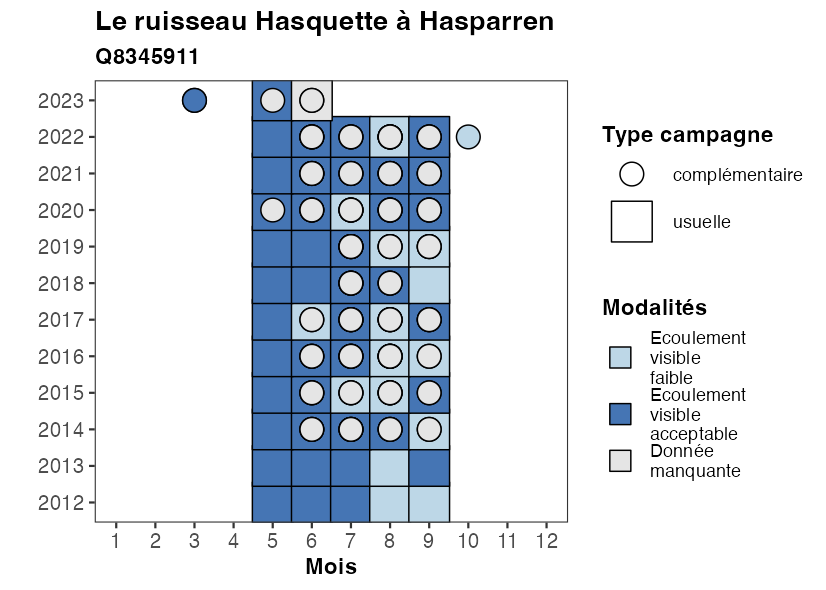 Le ruisseau Hasquette à Hasparren
Q8345911
2023
2022
2021
2020
2019
2018
2017
2016
2015
2014
2013
2012
1 2 3 4 5 6 7 8 9 10 11 12
Mois
Type campagne
complémentaire
usuelle
Modalités
Ecoulement
visible
faible
Ecoulement
visible
acceptable
Donnée
manquante